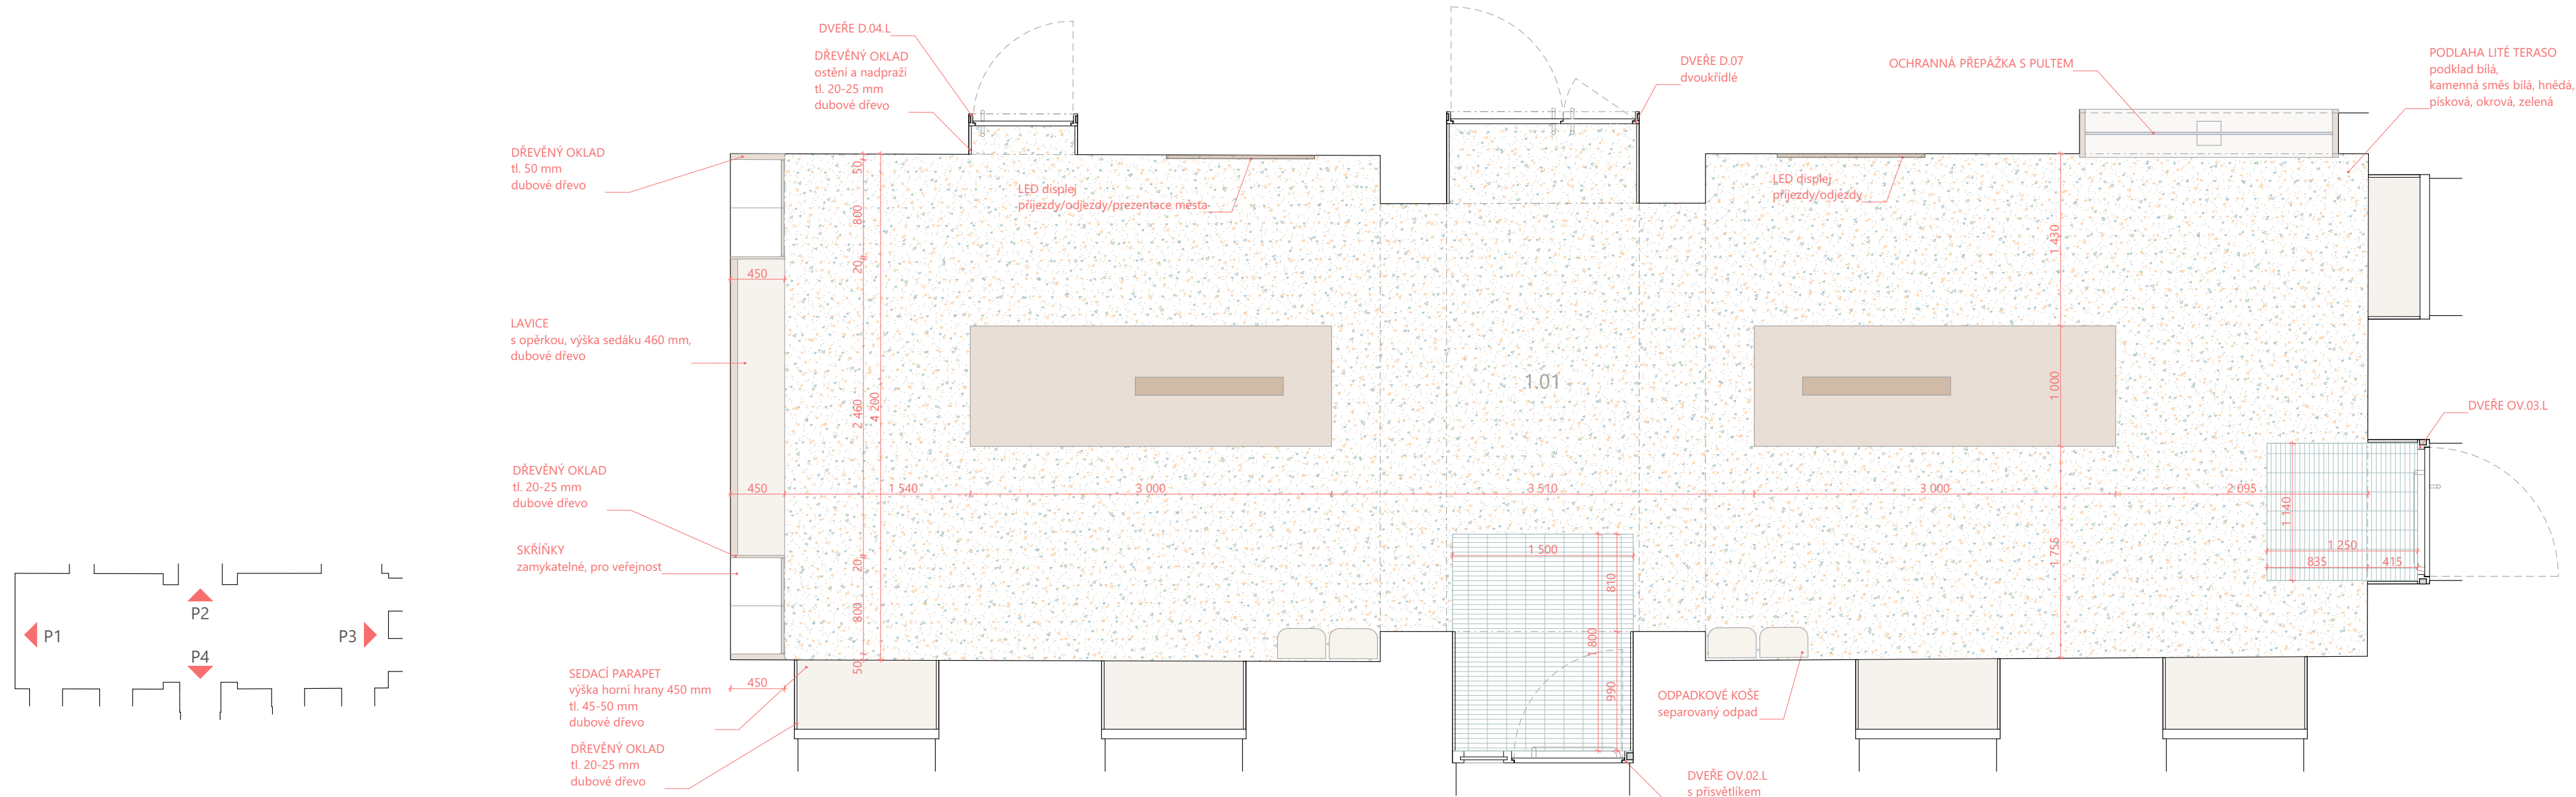 DVEŘE D.04.L
DŘEVĚNÝ OKLAD
ostění a nadpraží
tl. 20-25 mm
dubové dřevo
DVEŘE D.07
dvoukřídlé
OCHRANNÁ PŘEPÁŽKA S PULTEM
PODLAHA LITÉ TERASO
podklad bílá,
kamenná směs bílá, hnědá,
písková, okrová, zelená
DŘEVĚNÝ OKLAD
tl. 50 mm
dubové dřevo
LED displej
příjezdy/odjezdy/prezentace města
LED displej
příjezdy/odjezdy
50
800
20
450
1 430
LAVICE
s opěrkou, výška sedáku 460 mm,
dubové dřevo
1.01
2 460
4 200
1 000
DVEŘE OV.03.L
DŘEVĚNÝ OKLAD
tl. 20-25 mm
dubové dřevo
450
1 540
3 000
3 510
3 000
2 095
1 140
1 250
835
415
1 755
SKŘÍŇKY
zamykatelné, pro veřejnost
20
800
50
1 500
810
1 800
990
P1
P2
P3
P4
SEDACÍ PARAPET
výška horní hrany 450 mm
tl. 45-50 mm
dubové dřevo
450
ODPADKOVÉ KOŠE
separovaný odpad
DŘEVĚNÝ OKLAD
tl. 20-25 mm
dubové dřevo
DVEŘE OV.02.L
s přisvětlíkem